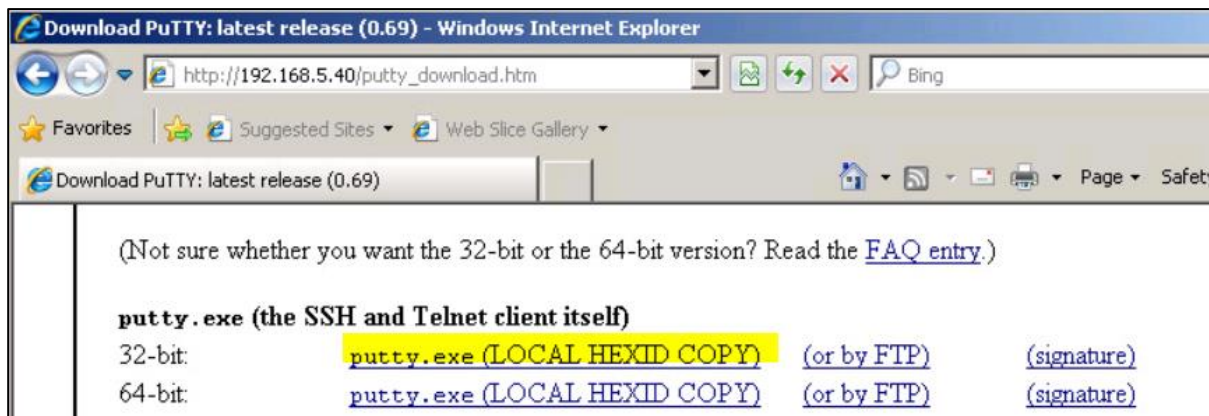 Download PuTTY: latest release (0.69) - Windows Internet Explorer
http://192.168.5.40/putty_download.htm Bing
Favorites Suggested Sites Web Slice Gallery
Download PuTTY: latest release (0.69) Page Safety
(Not sure whether you want the 32-bit or the 64-bit version? Read the FAQ entry.)
putty.exe (the SSH and Telnet client itself)
32-bit: putty.exe (LOCAL HEXID COPY) (or by FTP) (signature)
64-bit: putty.exe (LOCAL HEXID COPY) (or by FTP) (signature)